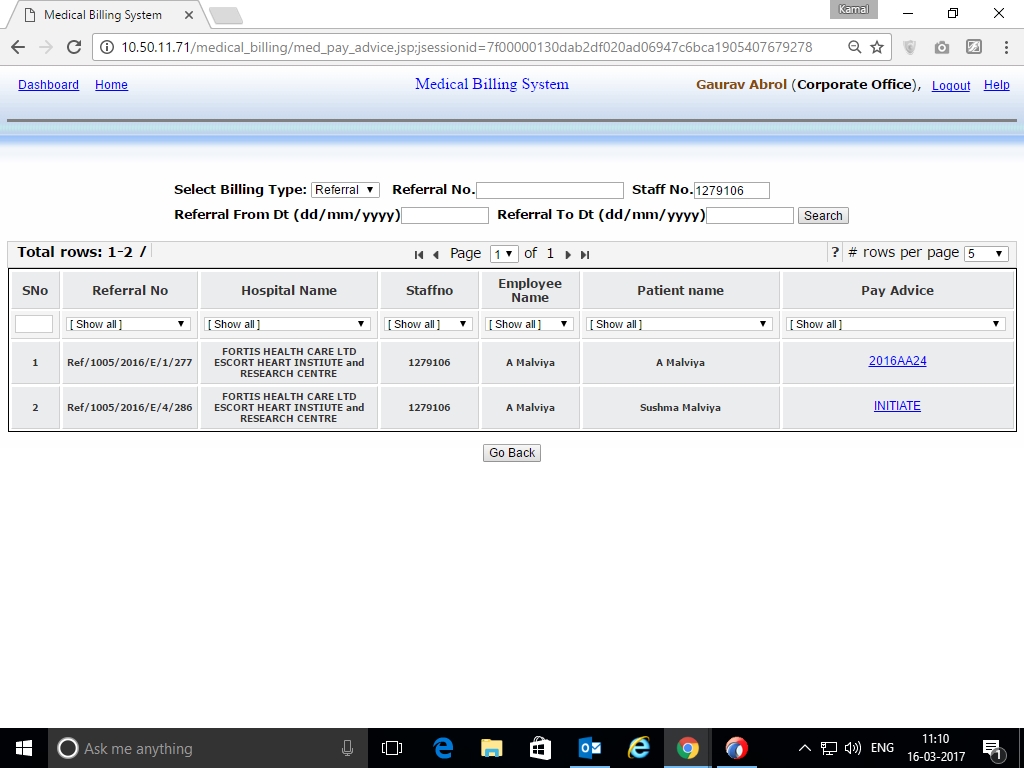 Medical Billing System
Kamal
10.50.11.71/medical_billing/med_pay_advice.jsp;jsessionid=7f00000130dab2df020ad06947c6bca1905407679278
Dashboard Home Medical Billing System Gaurav Abrol (Corporate Office), Logout Help
Select Billing Type: Referral Referral No. Staff No. 1279106
Referral From Dt (dd/mm/yyyy) Referral To Dt (dd/mm/yyyy) Search
Total rows: 1-2 / Page 1 of 1 ? # rows per page 5
SNo Referral No Hospital Name Staffno Employee Name Patient name Pay Advice
[ Show all ] [ Show all ] [ Show all ] [ Show all ] [ Show all ] [ Show all ]
1 Ref/1005/2016/E/1/277 FORTIS HEALTH CARE LTD ESCORT HEART INSTIUTE and RESEARCH CENTRE 1279106 A Malviya A Malviya 2016AA24
2 Ref/1005/2016/E/4/286 FORTIS HEALTH CARE LTD ESCORT HEART INSTIUTE and RESEARCH CENTRE 1279106 A Malviya Sushma Malviya INITIATE
Go Back
Ask me anything
ENG
11:10
16-03-2017
1